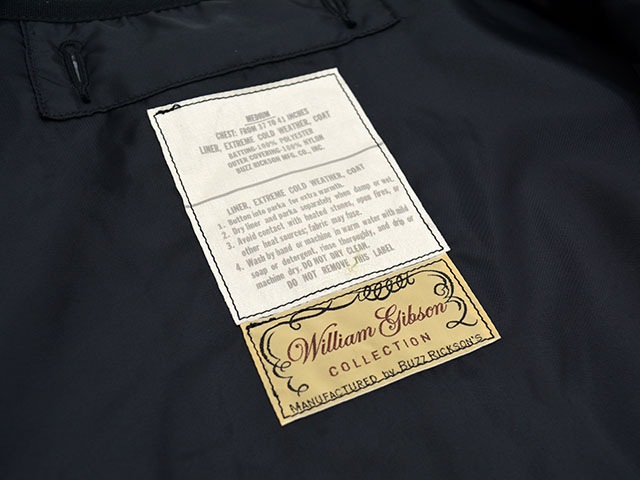 MEDIUM
CHEST: FROM 37 TO 41 INCHES
LINER, EXTREME COLD WEATHER, COAT
BATTING-100% POLYESTER
OUTER COVERING-100% NYLON
BUZZ RICKSON MFG. CO., INC.
LINER, EXTREME COLD WEATHER, COAT
1. Button into parka for extra warmth.
2. Dry liner and parka separately when damp or wet.
3. Avoid contact with heated stones, open fires, or
other heat sources; fabric may fuse.
4. Wash by hand or machine in warm water with mild
soap or detergent, rinse thoroughly, and drip or
machine dry. DO NOT DRY CLEAN.
DO NOT REMOVE THIS LABEL
William Gibson
COLLECTION
MANUFACTURED by BUZZ RICKSON'S